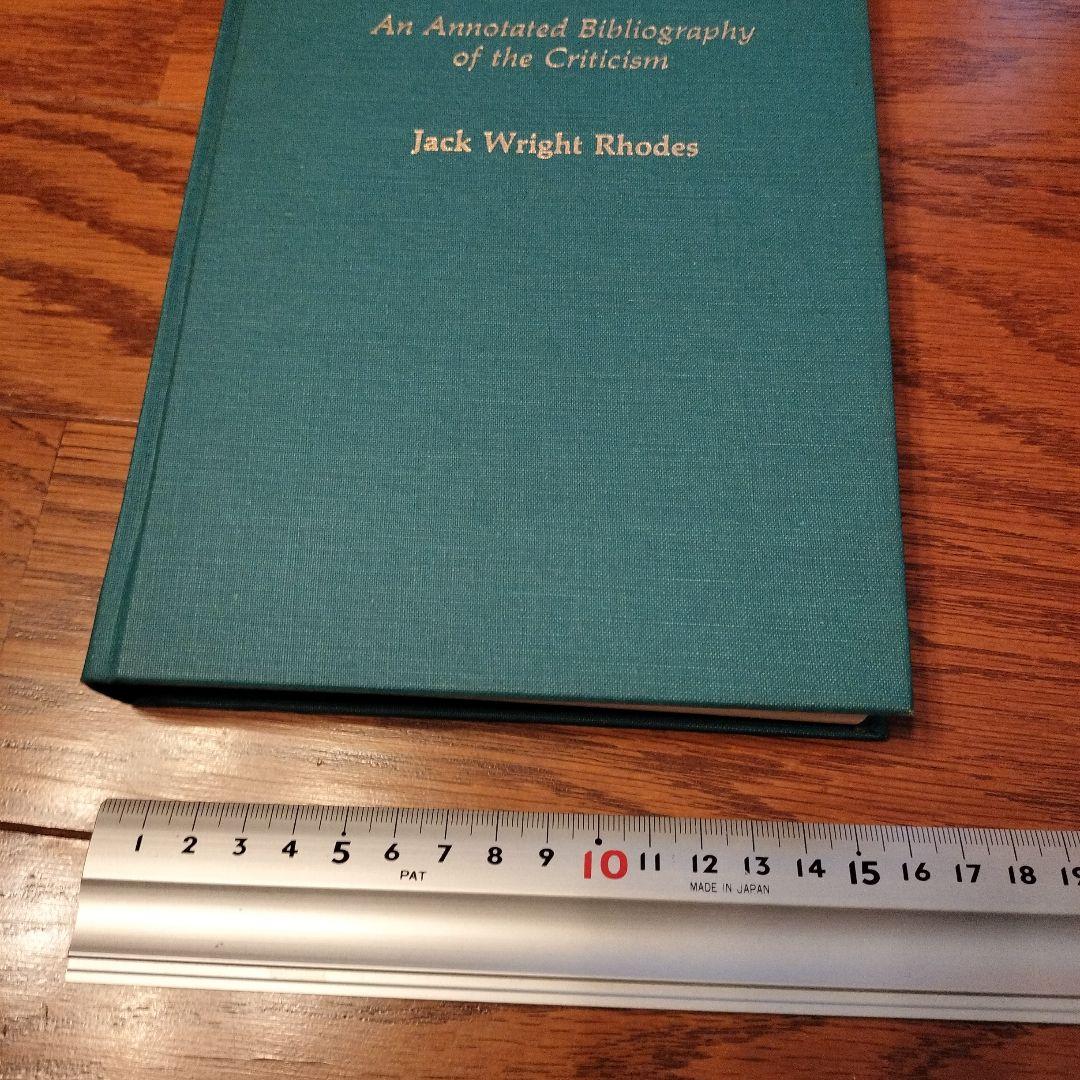 An Annotated Bibliography
of the Criticism
Jack Wright Rhodes
1 2 3 4 5 6 7 8 9 10 11 12 13 14 15 16 17 18 19
PAT
MADE IN JAPAN